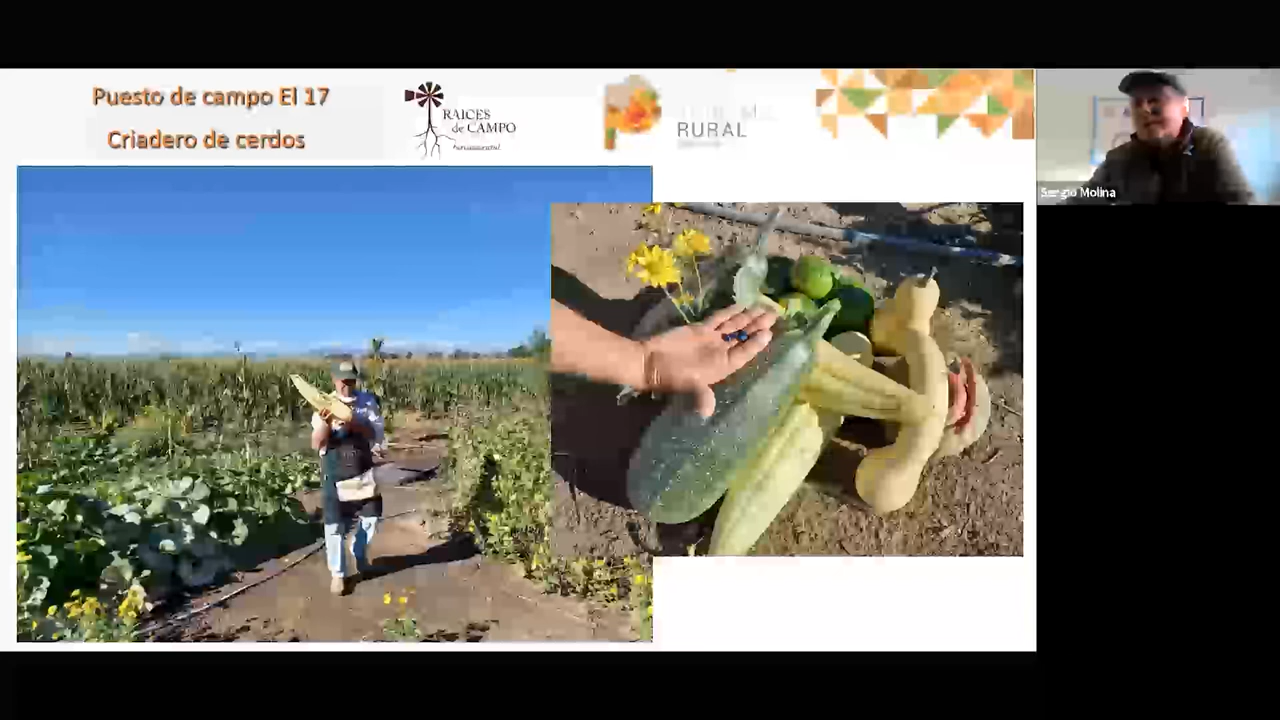 Puesto de campo El 17
Criadero de cerdos
RAICES
de CAMPO
RURAL
Sergio Molina